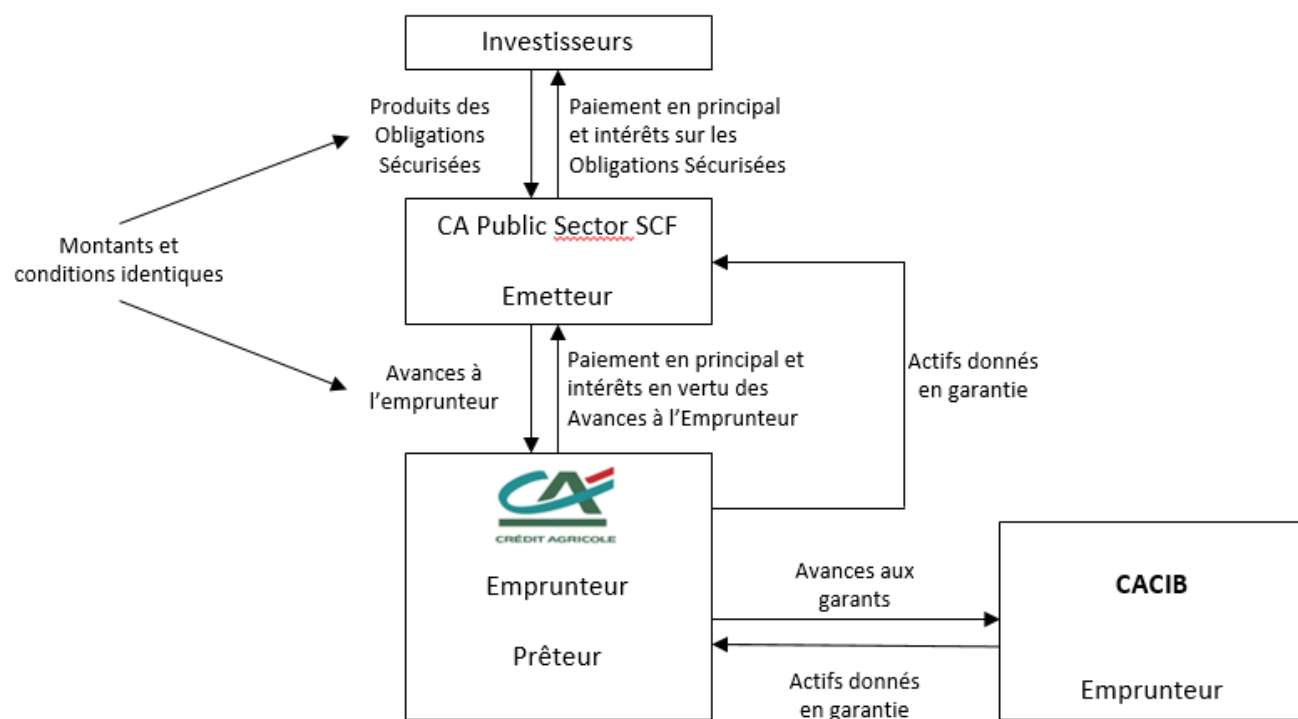 Investisseurs
Produits des
Obligations
Sécurisées
Paiement en principal
et intérêts sur les
Obligations Sécurisées
CA Public Sector SCF
Emetteur
Montants et
conditions identiques
Avances à
l’emprunteur
Paiement en principal et
intérêts en vertu des
Avances à l’Emprunteur
Actifs donnés
en garantie
CA
CRÉDIT AGRICOLE
Emprunteur
Prêteur
Avances aux
garants
Actifs donnés
en garantie
CACIB
Emprunteur